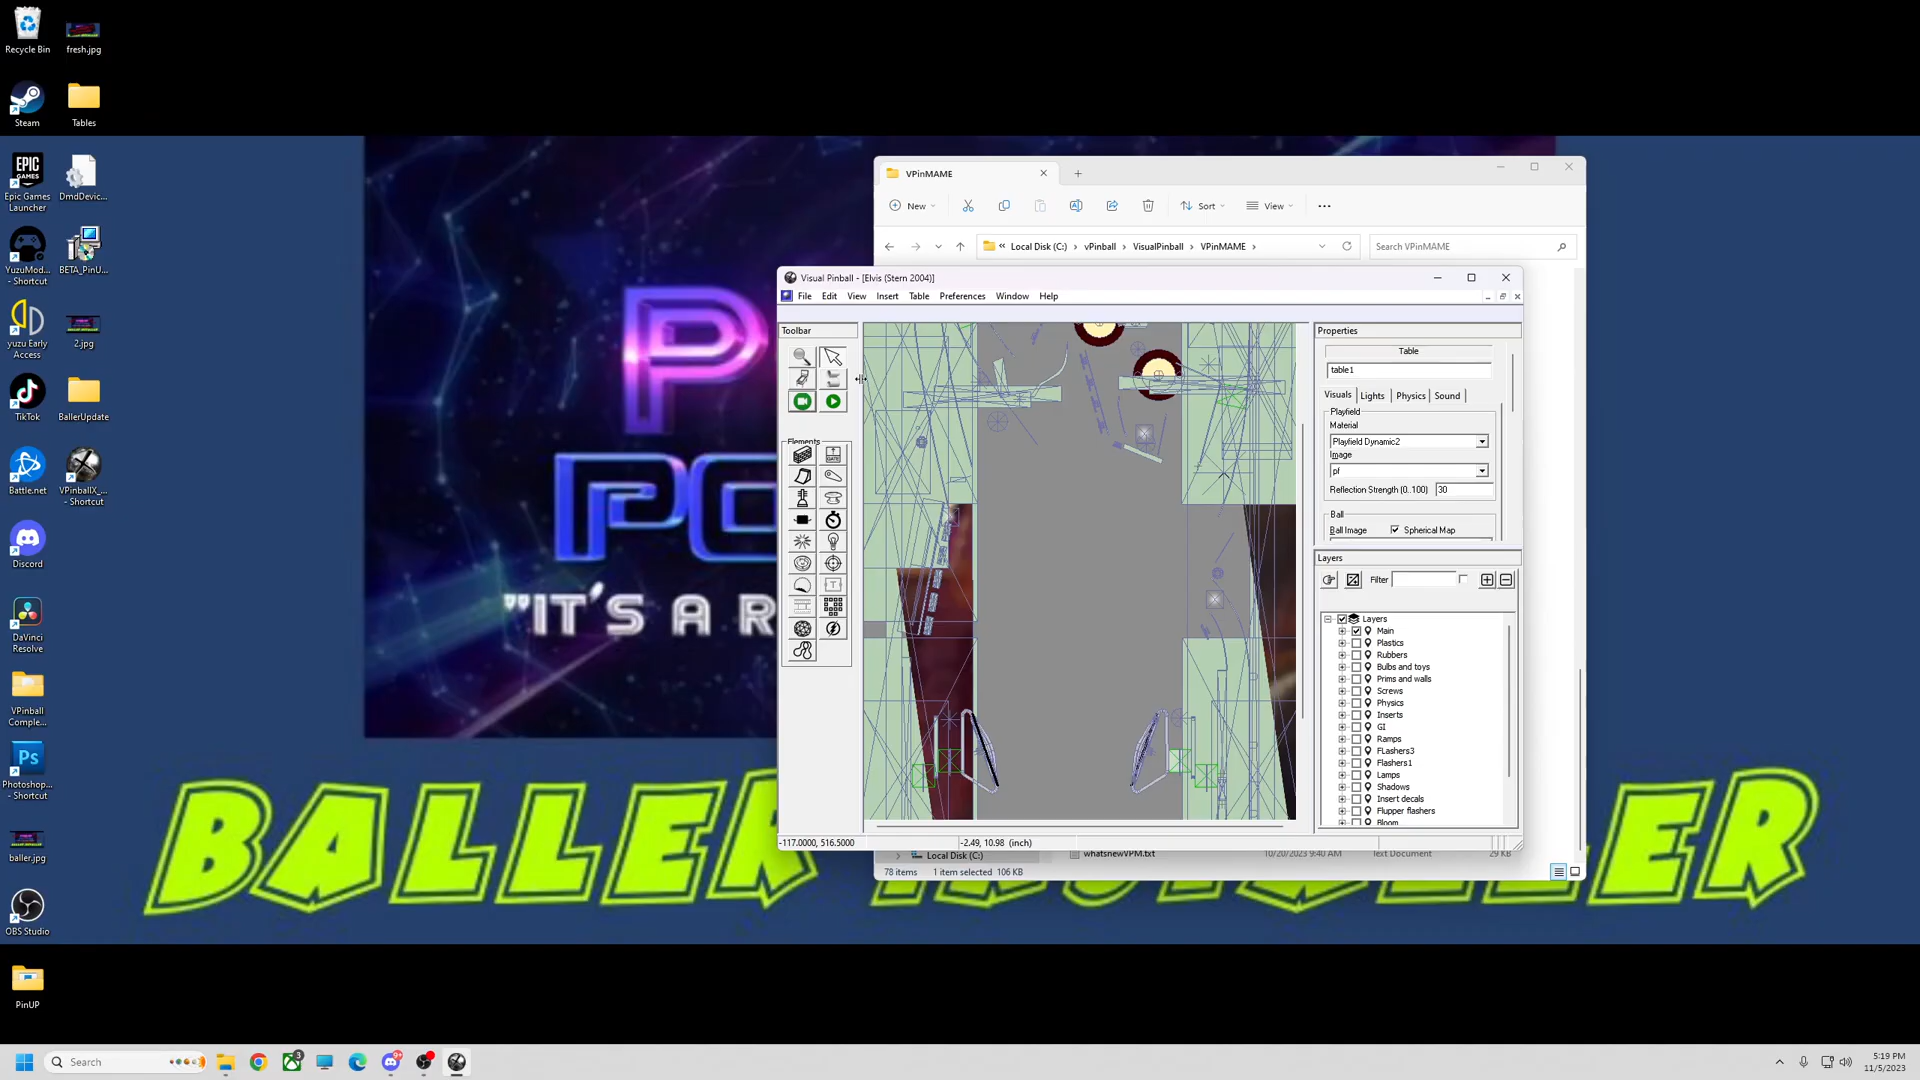 Recycle Bin
fresh.jpg
Steam
Tables
EPIC
GAMES
Epic Games
Launcher
DmdDevic...
YuzuMod...
- Shortcut
BETA_PinU...
yuzu Early
Access
2.jpg
TikTok
BallerUpdate
Battle.net
VPinballX_...
- Shortcut
Discord
DaVinci
Resolve
VPinball
Comple...
Ps
Photoshop...
- Shortcut
baller.jpg
OBS Studio
PinUP
"IT'S A R
BALLER
VPinMAME
New
Sort
View
Local Disk (C:)
vPinball
VisualPinball
VPinMAME
Search VPinMAME
Visual Pinball - [Elvis (Stern 2004)]
File
Edit
View
Insert
Table
Preferences
Window
Help
Toolbar
Elements
GATE
Properties
Table
table1
Visuals
Lights
Physics
Sound
Playfield
Material
Playfield Dynamic2
Image
pf
Reflection Strength (0..100)
30
Ball
Ball Image
Spherical Map
Layers
Filter
Layers
Main
Plastics
Rubbers
Bulbs and toys
Prims and walls
Screws
Physics
Inserts
GI
Ramps
FLashers3
Flashers1
Lamps
Shadows
Insert decals
Flupper flashers
Bloom
-117.0000, 516.5000
-2.49, 10.98 (inch)
Local Disk (C:)
whatsnewVPM.txt
10/20/2023 9:40 AM
Text Document
29 KB
78 items
1 item selected 106 KB
Search
3
9+
5:19 PM
11/5/2023